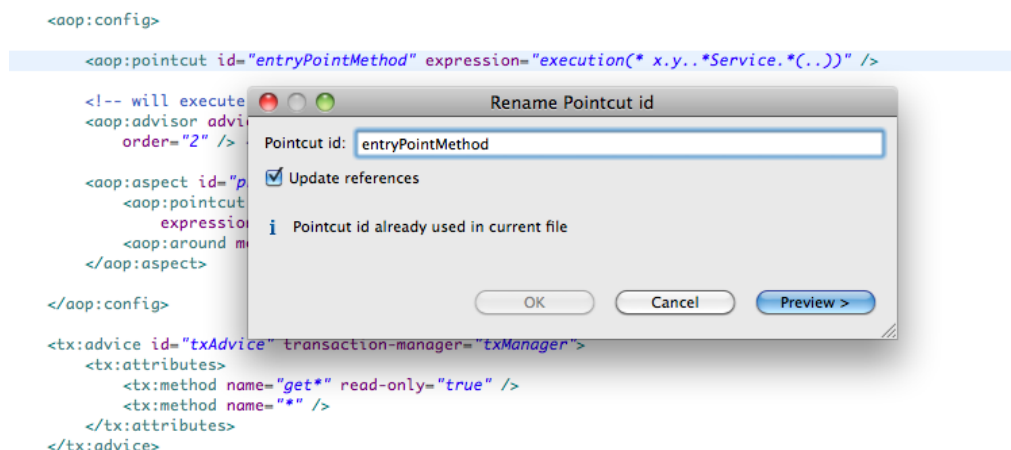 <aop:config>
<aop:pointcut id="entryPointMethod" expression="execution(* x.y..*Service.*(..))" />
<!-- will execute
<aop:advisor
order="2" />
<aop:aspect id="p
<aop:pointcut
expression
<aop:around
</aop:aspect>
</aop:config>
Rename Pointcut id
Pointcut id: entryPointMethod
Update references
i Pointcut id already used in current file
OK Cancel Preview >
<tx:advice id="txAdvice" transaction-manager="txManager">
<tx:attributes>
<tx:method name="get*" read-only="true" />
<tx:method name="*" />
</tx:attributes>
</tx:advice>